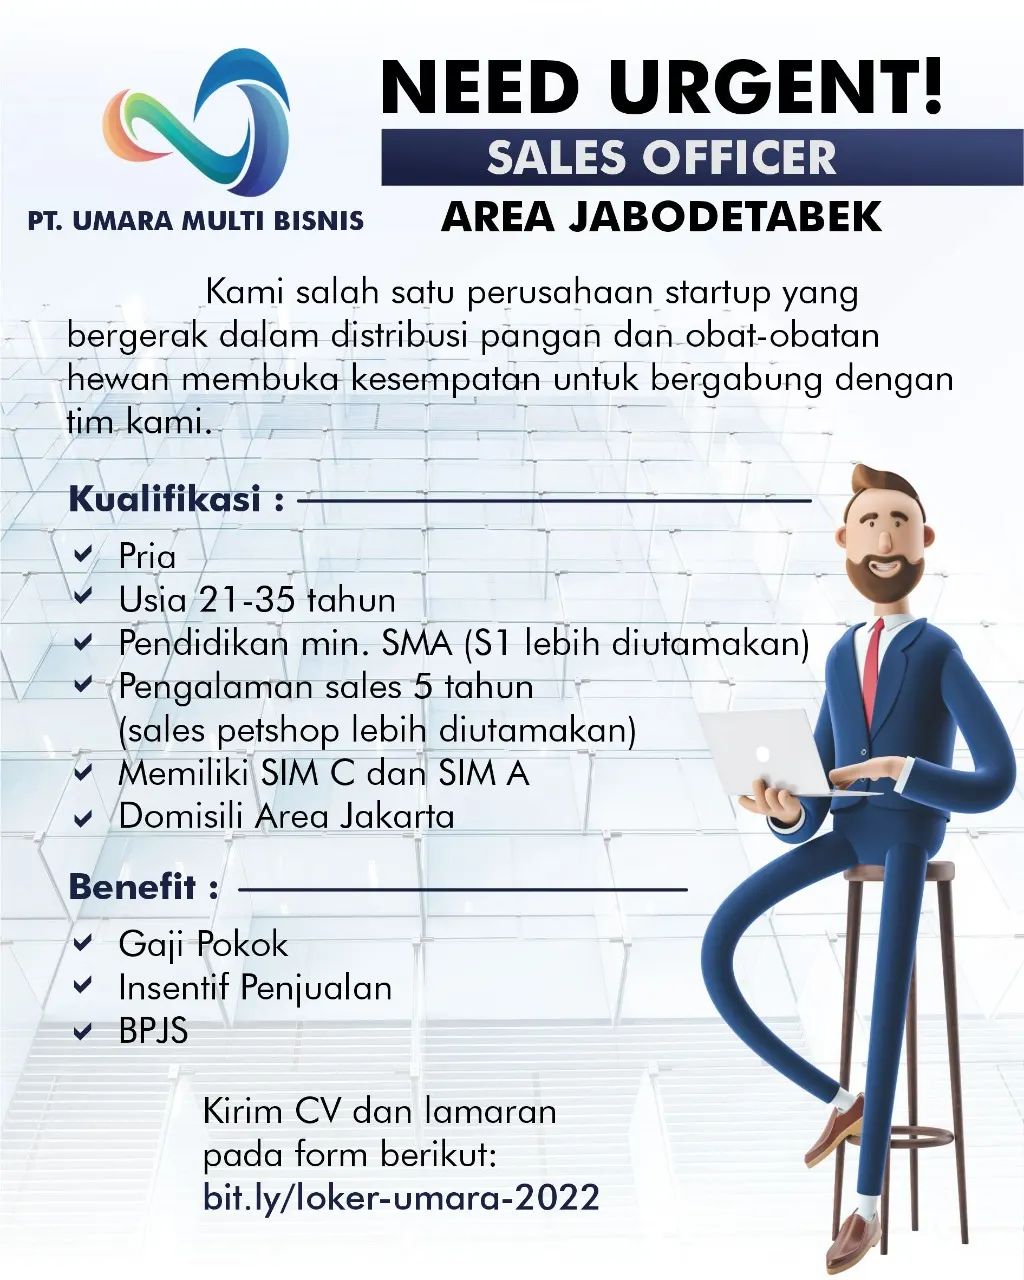 PT. UMARA MULTI BISNIS
NEED URGENT!
SALES OFFICER
AREA JABODETABEK
Kami salah satu perusahaan startup yang
bergerak dalam distribusi pangan dan obat-obatan
hewan membuka kesempatan untuk bergabung dengan
tim kami.
Kualifikasi :
Pria
Usia 21-35 tahun
Pendidikan min. SMA (S1 lebih diutamakan)
Pengalaman sales 5 tahun
(sales petshop lebih diutamakan)
Memiliki SIM C dan SIM A
Domisili Area Jakarta
Benefit :
Gaji Pokok
Insentif Penjualan
BPJS
Kirim CV dan lamaran
pada form berikut:
bit.ly/loker-umara-2022